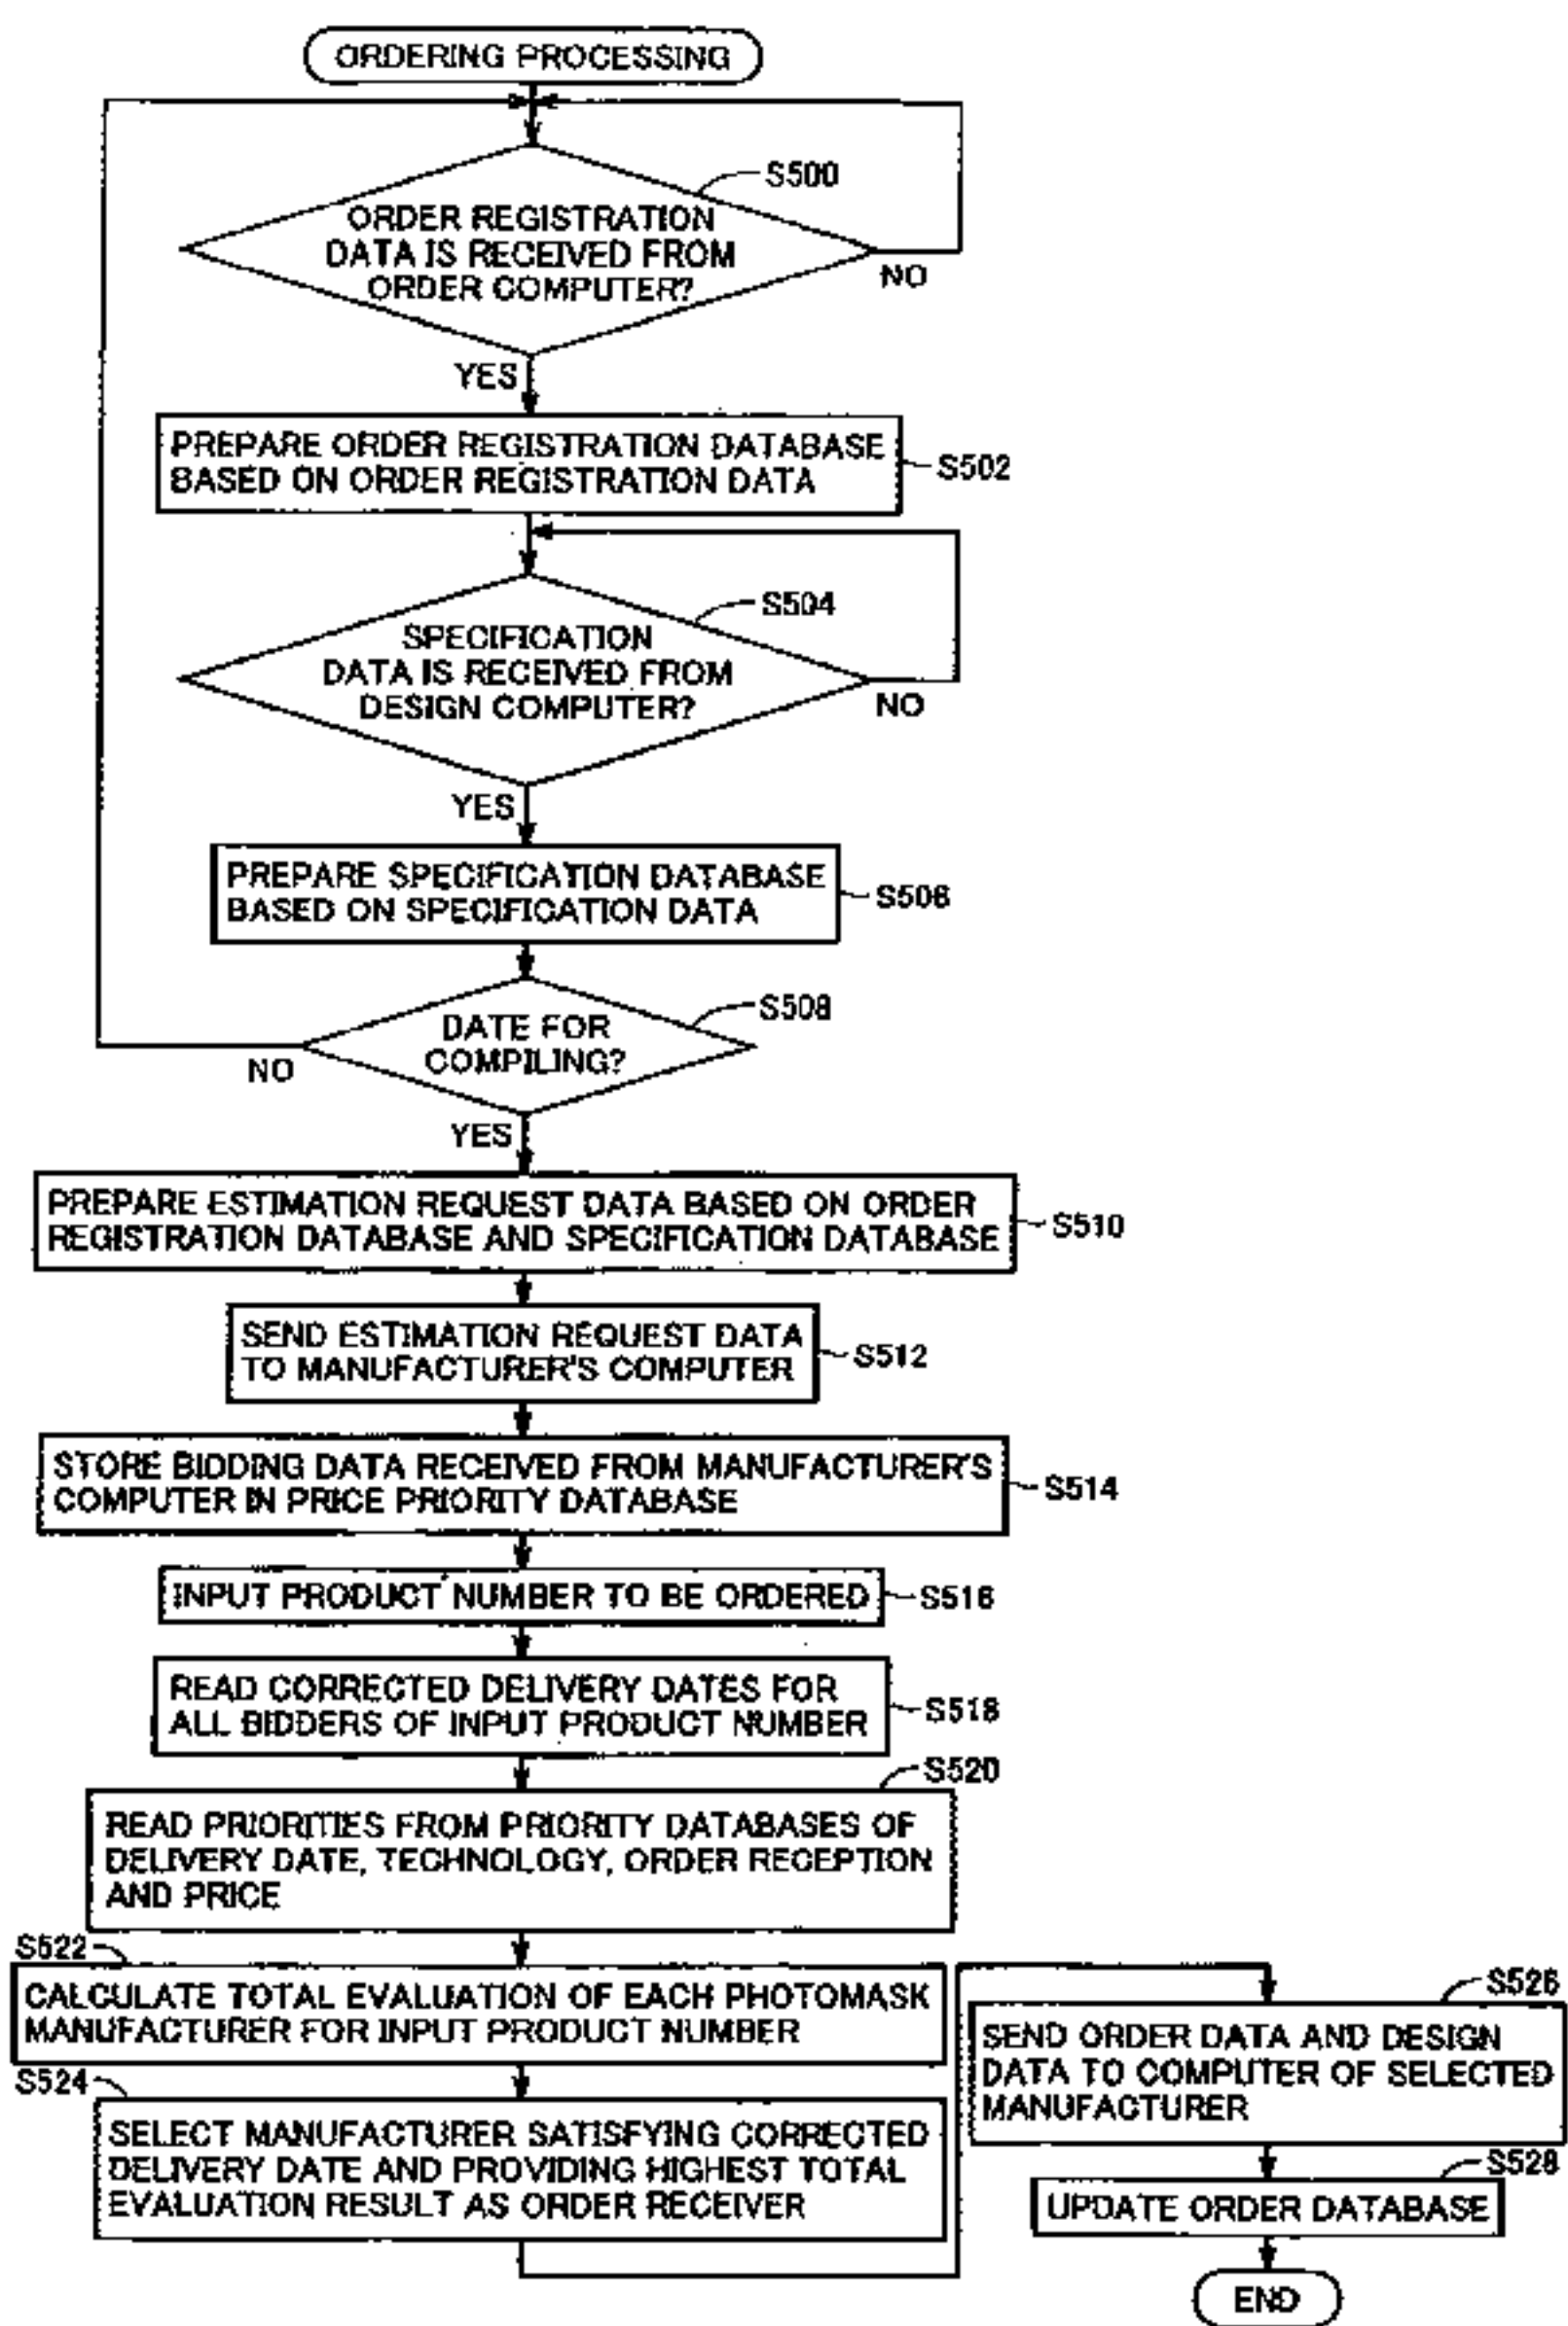 ORDERING PROCESSING
S500
ORDER REGISTRATION
DATA IS RECEIVED FROM
ORDER COMPUTER?
NO
YES
PREPARE ORDER REGISTRATION DATABASE
BASED ON ORDER REGISTRATION DATA
S502
S504
SPECIFICATION
DATA IS RECEIVED FROM
DESIGN COMPUTER?
NO
YES
PREPARE SPECIFICATION DATABASE
BASED ON SPECIFICATION DATA
S506
S508
DATE FOR
COMPILING?
NO
YES
PREPARE ESTIMATION REQUEST DATA BASED ON ORDER
REGISTRATION DATABASE AND SPECIFICATION DATABASE
S510
SEND ESTIMATION REQUEST DATA
TO MANUFACTURER'S COMPUTER
S512
STORE BIDDING DATA RECEIVED FROM MANUFACTURER'S
COMPUTER IN PRICE PRIORITY DATABASE
S514
INPUT PRODUCT NUMBER TO BE ORDERED
S516
READ CORRECTED DELIVERY DATES FOR
ALL BIDDERS OF INPUT PRODUCT NUMBER
S518
S520
READ PRIORITIES FROM PRIORITY DATABASES OF
DELIVERY DATE, TECHNOLOGY, ORDER RECEPTION
AND PRICE
S522
CALCULATE TOTAL EVALUATION OF EACH PHOTOMASK
MANUFACTURER FOR INPUT PRODUCT NUMBER
S524
SELECT MANUFACTURER SATISFYING CORRECTED
DELIVERY DATE AND PROVIDING HIGHEST TOTAL
EVALUATION RESULT AS ORDER RECEIVER
S526
SEND ORDER DATA AND DESIGN
DATA TO COMPUTER OF SELECTED
MANUFACTURER
S528
UPDATE ORDER DATABASE
END